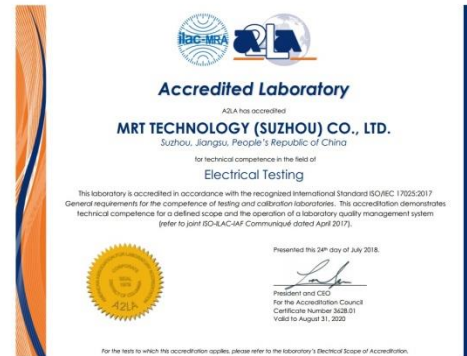 ilac-MRA
A2LA
Accredited Laboratory
A2LA has accredited
MRT TECHNOLOGY (SUZHOU) CO., LTD.
Suzhou, Jiangsu, People's Republic of China
for technical competence in the field of
Electrical Testing
This laboratory is accredited in accordance with the recognized International Standard ISO/IEC 17025:2017
General requirements for the competence of testing and calibration laboratories. This accreditation demonstrates
technical competence for a defined scope and the operation of a laboratory quality management system
(refer to joint ISO-ILAC-IAF Communiqué dated April 2017).
Presented this 24th day of July 2018.
President and CEO
For the Accreditation Council
Certificate Number 3628.01
Valid to August 31, 2020
CORPORATE
SEAL
1978
A2LA
For the tests to which this accreditation applies, please refer to the laboratory's Electrical Scope of Accreditation.